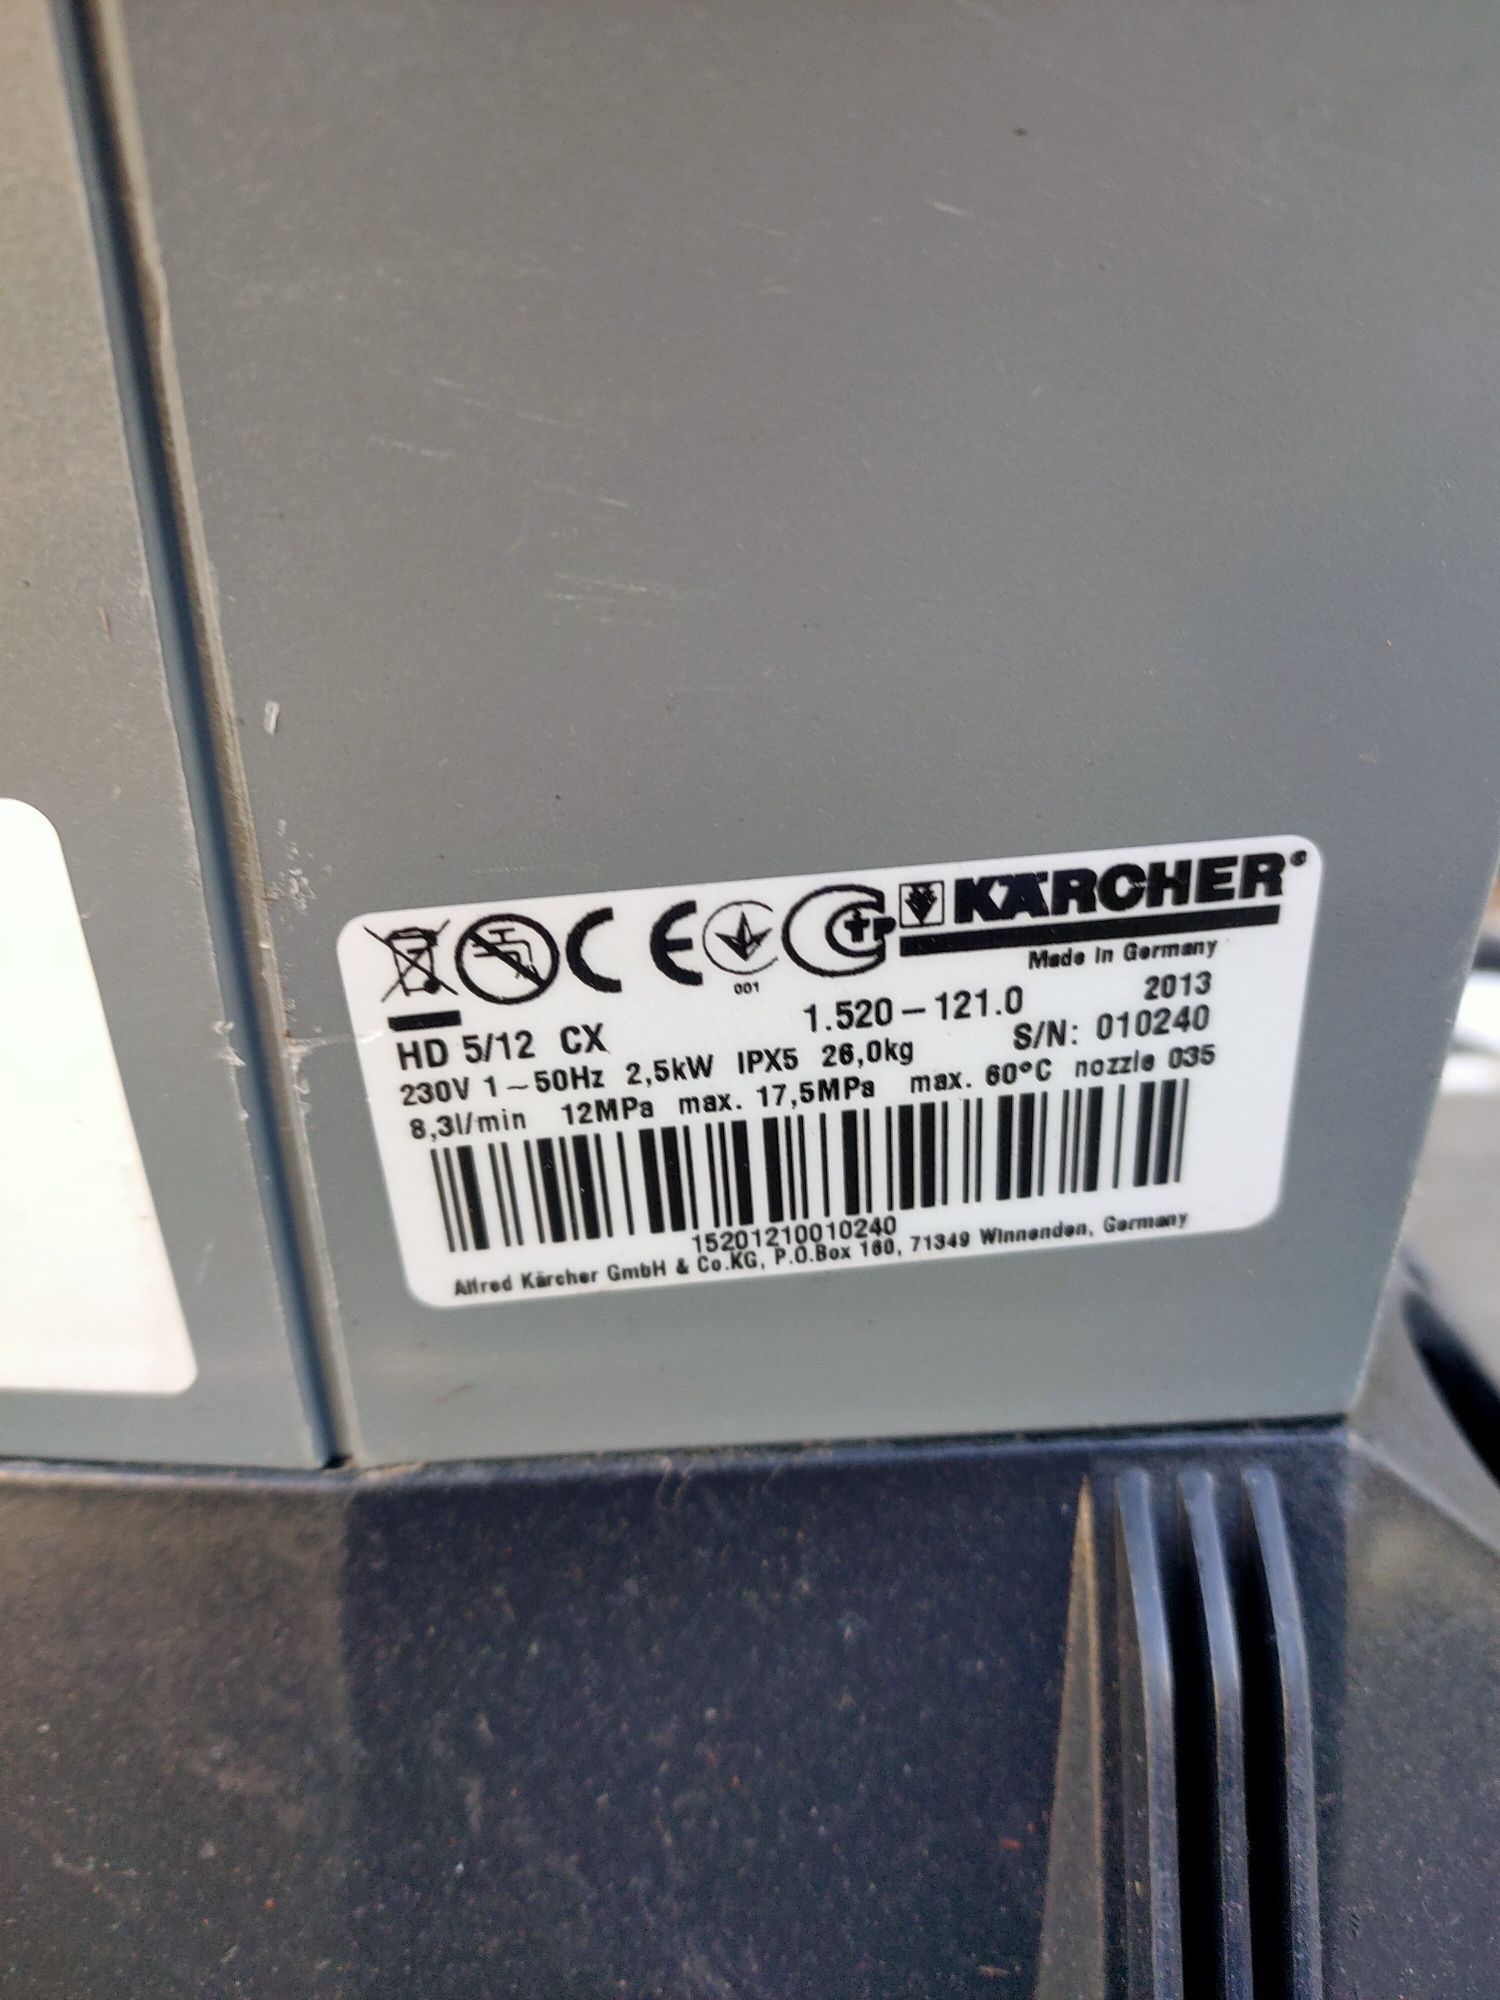 KÄRCHER®
Made in Germany
001
2013
HD 5/12 CX 1.520-121.0
S/N: 010240
230V 1~50Hz 2,5kW IPX5 26,0kg
8,3l/min 12MPa max. 17,5MPa max. 60°C nozzle 035
15201210010240
Alfred Kärcher GmbH & Co.KG, P.O.Box 160, 71349 Winnenden, Germany